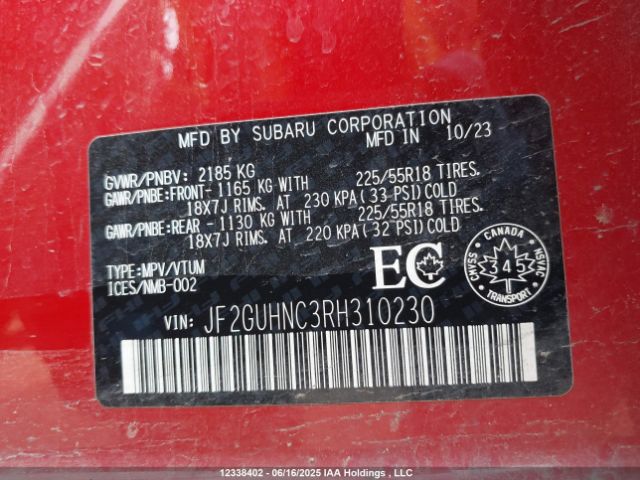 MFD BY SUBARU CORPORATION
MFD IN 10/23
GVWR/PNBV: 2185 KG
GAWR/PNBE:FRONT- 1165 KG WITH 225/55R18 TIRES.
18X7J RIMS. AT 230 KPA(33 PSI)COLD
GAWR/PNBE:REAR - 1130 KG WITH 225/55R18 TIRES.
18X7J RIMS. AT 220 KPA(32 PSI)COLD
TYPE:MPV/VTUM
ICES/NMB-002
EC
CANADA
CMVSS
NSVAC
345
VIN: JF2GUHNC3RH310230
12338402 - 06/16/2025 IAA Holdings , LLC